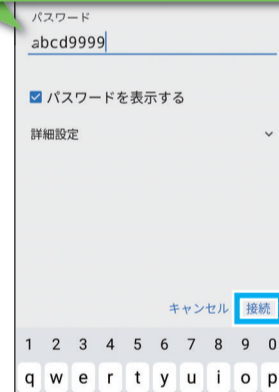 パスワード
abcd9999
パスワードを表示する
詳細設定
キャンセル 接続
1 2 3 4 5 6 7 8 9 0
q w e r t y u i o p